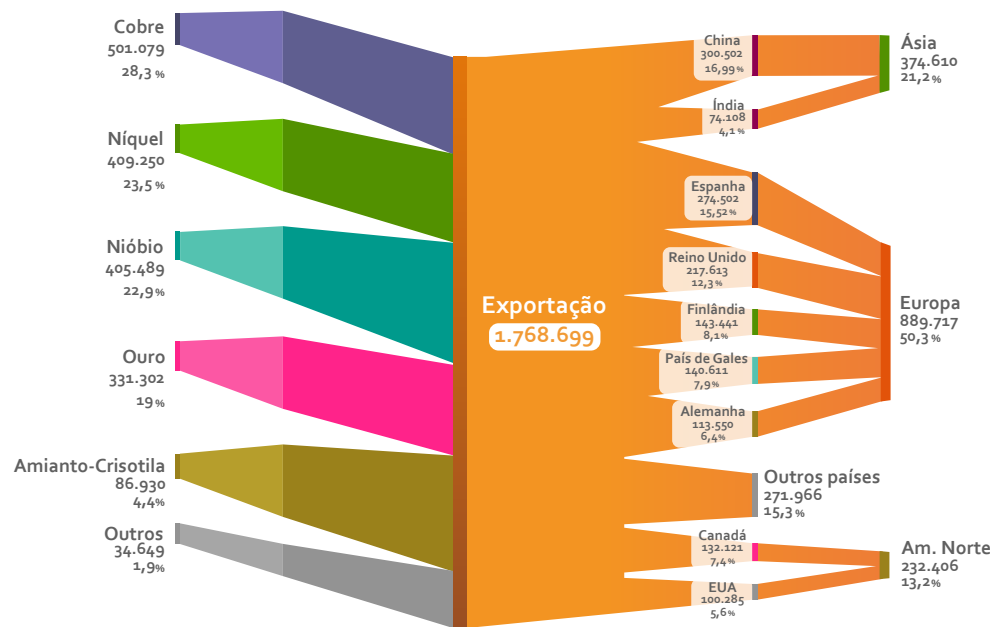 Cobre
501.079
28,3 %
Níquel
409.250
23,5 %
Nióbio
405.489
22,9 %
Ouro
331.302
19 %
Amianto-Crisotila
86.930
4,4%
Outros
34.649
1,9%
Exportação
1.768.699
China
300.502
16,99 %
Índia
74.108
4,1 %
Espanha
274.502
15,52 %
Reino Unido
217.613
12,3 %
Finlândia
143.441
8,1 %
País de Gales
140.611
7,9 %
Alemanha
113.550
6,4 %
Canadá
132.121
7,4 %
EUA
100.285
5,6 %
Ásia
374.610
21,2 %
Europa
889.717
50,3 %
Outros países
271.966
15,3 %
Am. Norte
232.406
13,2 %